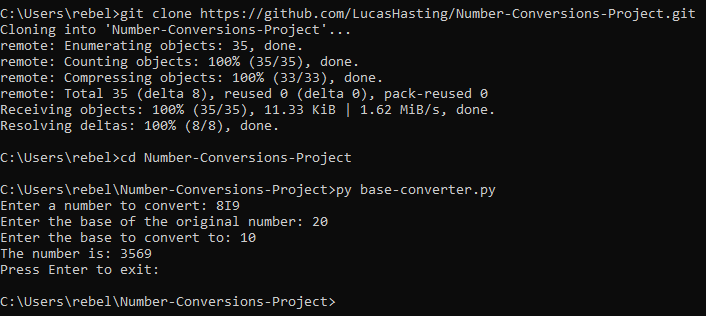 C:\Users\rebel>git clone https://github.com/LucasHasting/Number-Conversions-Project.git
Cloning into 'Number-Conversions-Project'...
remote: Enumerating objects: 35, done.
remote: Counting objects: 100% (35/35), done.
remote: Compressing objects: 100% (33/33), done.
remote: Total 35 (delta 8), reused 0 (delta 0), pack-reused 0
Receiving objects: 100% (35/35), 11.33 KiB | 1.62 MiB/s, done.
Resolving deltas: 100% (8/8), done.
C:\Users\rebel>cd Number-Conversions-Project
C:\Users\rebel\Number-Conversions-Project>py base-converter.py
Enter a number to convert: 8I9
Enter the base of the original number: 20
Enter the base to convert to: 10
The number is: 3569
Press Enter to exit:
C:\Users\rebel\Number-Conversions-Project>